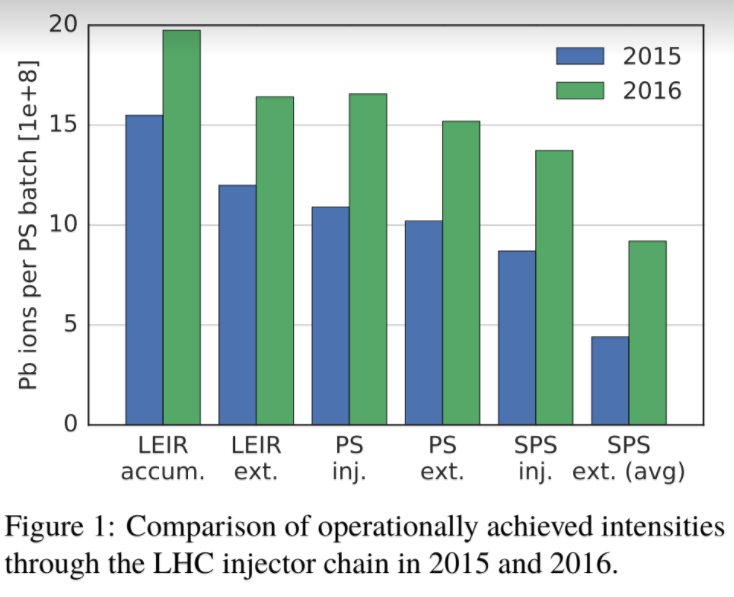 20
15
10
5
0
Pb ions per PS batch [1e+8]
2015
2016
LEIR accum.
LEIR ext.
PS inj.
PS ext.
SPS inj.
SPS ext. (avg)
Figure 1: Comparison of operationally achieved intensities
through the LHC injector chain in 2015 and 2016.